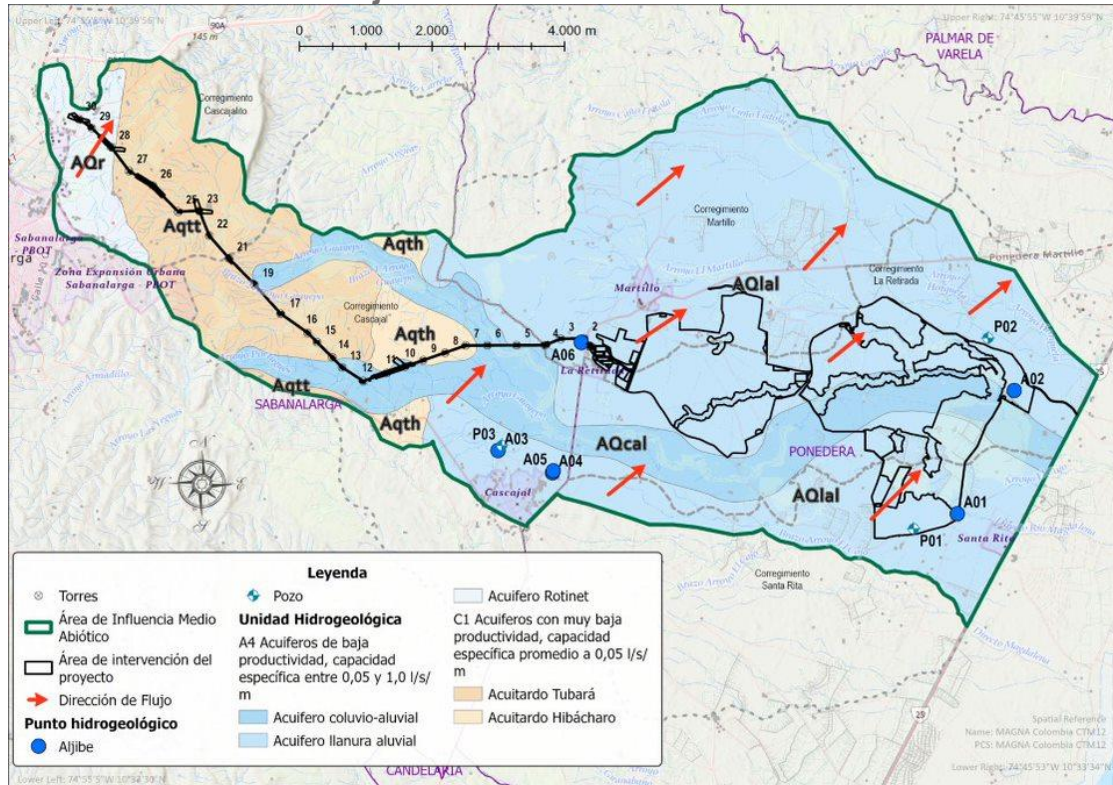 Upper Left: 74°55'8"W 10°39'56"N
Upper Right: 74°45'55"W 10°39'59"N
90A
145 m
0 1.000 2.000 4.000 m
PALMAR DE
VARELA
Corregimiento
Cascajalito
30
29
28
27
26
25
23
22
21
19
17
16
15
14
13
12
11
10
9
8
7
6
5
4
3
2
AQr
Aqtt
Aqth
Sabanalarga
- PBOT
Zona Expansión Urbana
Sabanalarga - PBOT
Corregimiento
Martillo
Arroyo El Martillo
Corregimiento
La Retirada
Ponedera Martillo
Martillo
AQlal
Corregimiento
Cascajal
Aqth
P02
A06
La Retirada
A02
Aqtt
SABANALARGA
Aqth
P03
A03
A05
A04
AQcal
PONEDERA
Cascajal
AQlal
A01
P01
Santa Rita
Corregimiento
Santa Rita
25
CANDELARIA
Leyenda
Torres
Área de Influencia Medio
Abiótico
Área de intervención del
proyecto
Dirección de Flujo
Punto hidrogeológico
Aljibe
Pozo
Unidad Hidrogeológica
A4 Acuiferos de baja
productividad, capacidad
específica entre 0,05 y 1,0 l/s/
m
Acuifero coluvio-aluvial
Acuifero llanura aluvial
Acuifero Rotinet
C1 Acuiferos con muy baja
productividad, capacidad
específica promedio a 0,05 l/s/
m
Acuitardo Tubará
Acuitardo Hibácharo
Spatial Reference
Name: MAGNA Colombia CTM12
PCS: MAGNA Colombia CTM12
Lower Right: 74°45'53"W 10°33'34"N